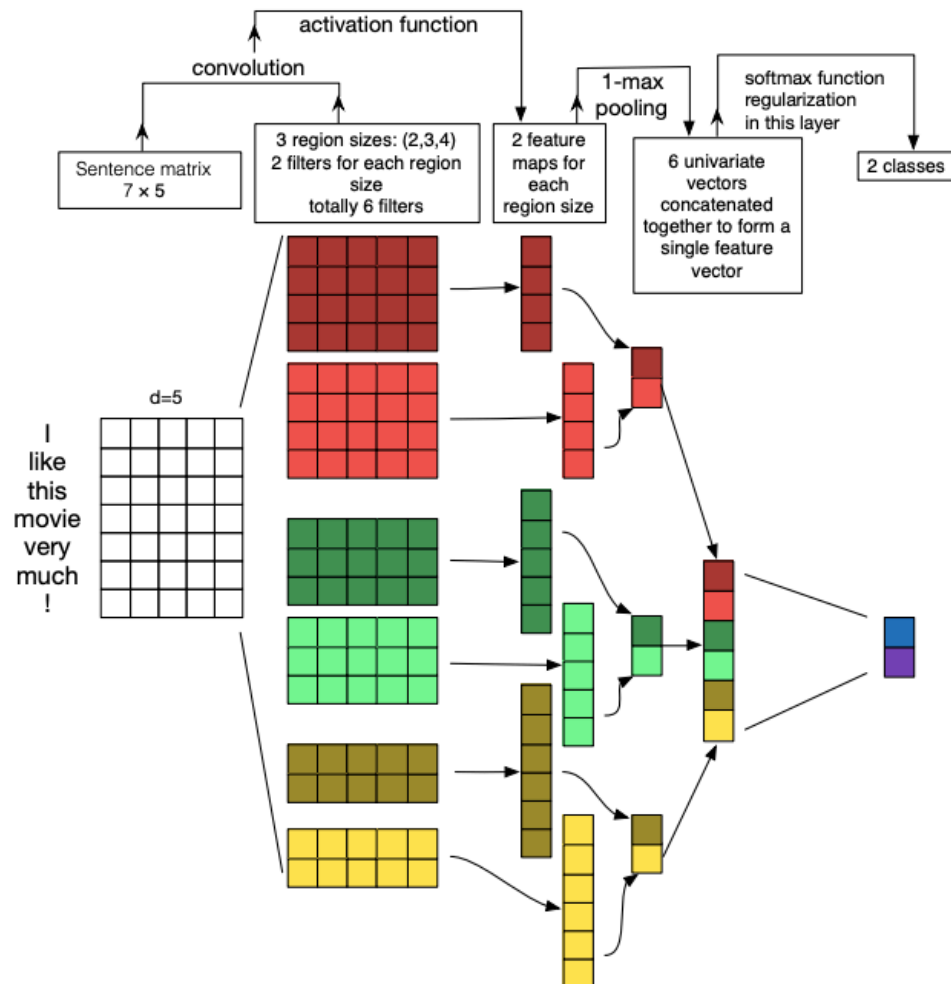 activation function
convolution
1-max
pooling
softmax function
regularization
in this layer
Sentence matrix
7 × 5
3 region sizes: (2,3,4)
2 filters for each region
size
totally 6 filters
2 feature
maps for
each
region size
6 univariate
vectors
concatenated
together to form a
single feature
vector
2 classes
d=5
I
like
this
movie
very
much
!